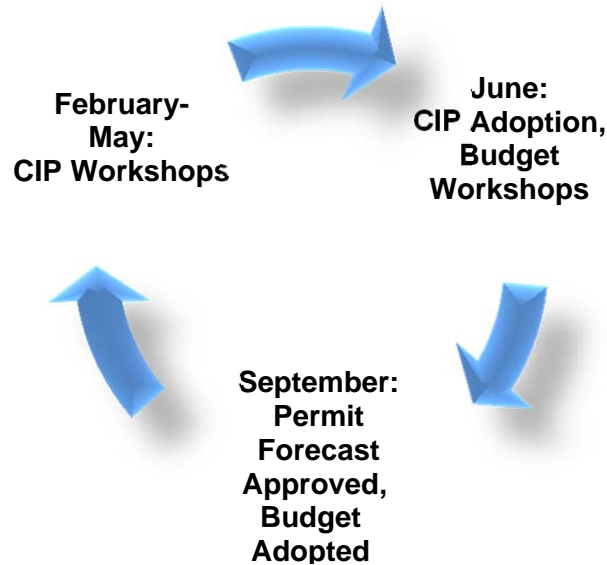 February-
May:
CIP Workshops
June:
CIP Adoption,
Budget
Workshops
September:
Permit
Forecast
Approved,
Budget
Adopted